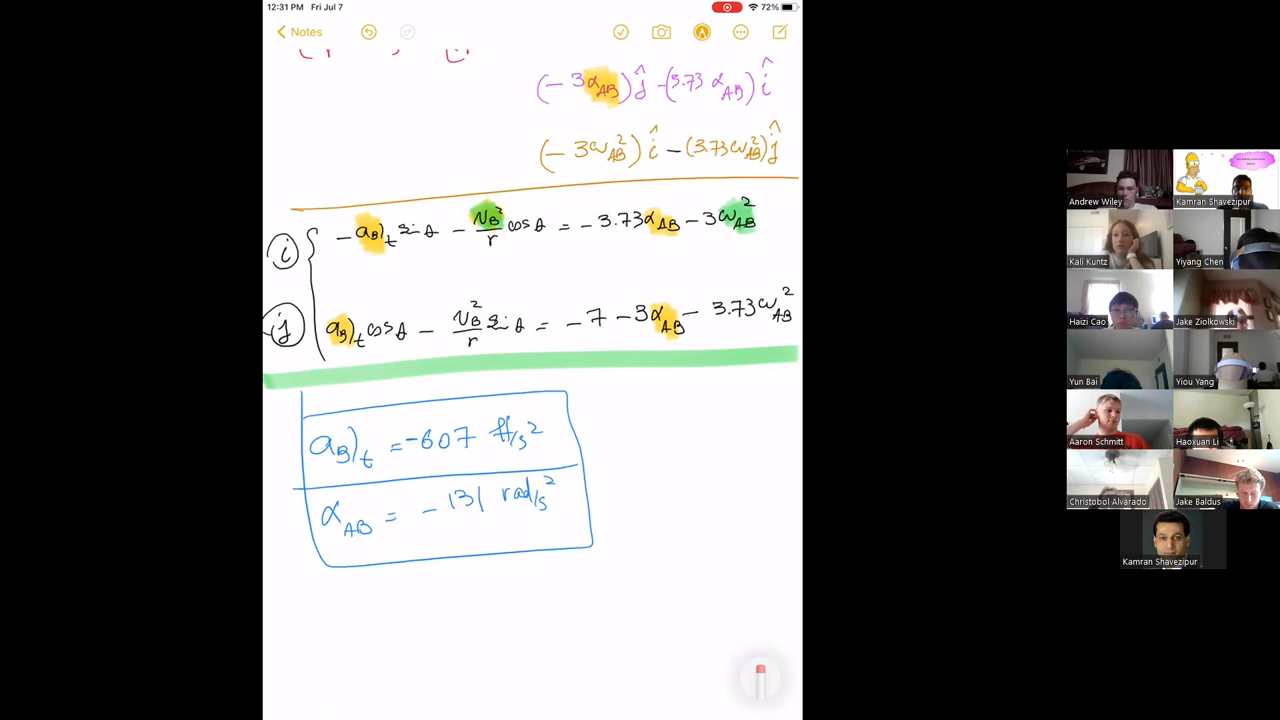 12:31 PM Fri Jul 7
72%
Notes
(-3α_AB)ĵ -(3.73 α_AB)î
(-3ω_AB²)î -(3.73ω_AB²)ĵ
i
-a_B)_t sin θ - v_B²/r cos θ = -3.73α_AB - 3ω_AB²
j
a_B)_t cos θ - v_B²/r sin θ = -7 -3α_AB - 3.73ω_AB²
a_B)_t = -607 ft/s²
α_AB = -131 rad/s²
Andrew Wiley
Kamran Shavezipur
Kali Kuntz
Yiyang Chen
Haizi Cao
Jake Ziolkowski
Yun Bai
Yiou Yang
Aaron Schmitt
Haoxuan Li
Christobol Alvarado
Jake Baldus
Kamran Shavezipur